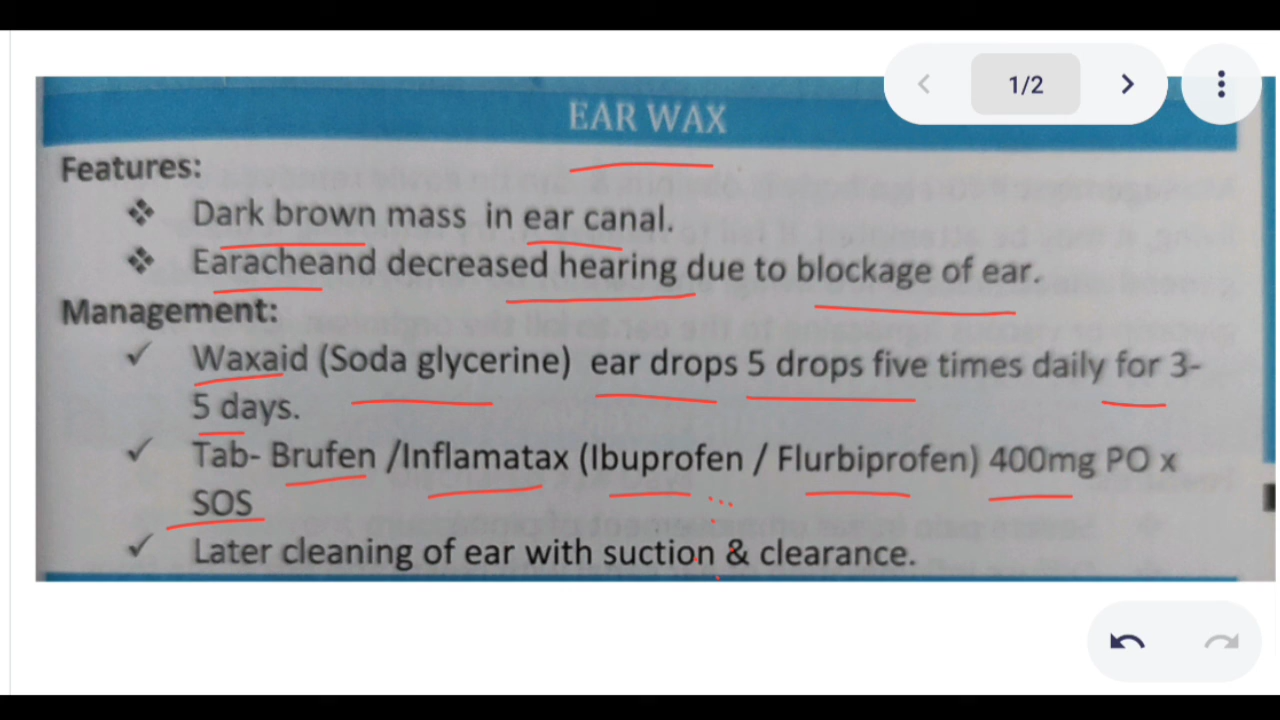 1/2
EAR WAX
Features:
❖ Dark brown mass in ear canal.
❖ Earacheand decreased hearing due to blockage of ear.
Management:
✓ Waxaid (Soda glycerine) ear drops 5 drops five times daily for 3-
5 days.
✓ Tab- Brufen /Inflamatax (Ibuprofen / Flurbiprofen) 400mg PO x
SOS
✓ Later cleaning of ear with suction & clearance.